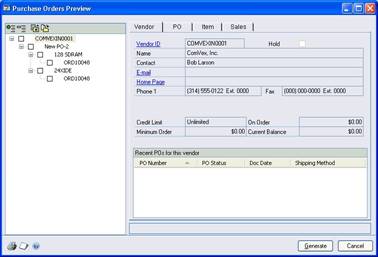 Purchase Orders Preview
COMVEXIN0001
New PO-2
128 SDRAM
ORD10048
24XIDE
ORD10048
Vendor PO Item Sales
Vendor ID COMVEXIN0001 Hold
Name ComVex, Inc.
Contact Bob Larson
E-mail
Home Page
Phone 1 (314) 555-0122 Ext. 0000 Fax (000) 000-0000 Ext. 0000
Credit Limit Unlimited On Order $0.00
Minimum Order $0.00 Current Balance $0.00
Recent POs for this vendor
PO Number PO Status Doc Date Shipping Method
Generate Cancel